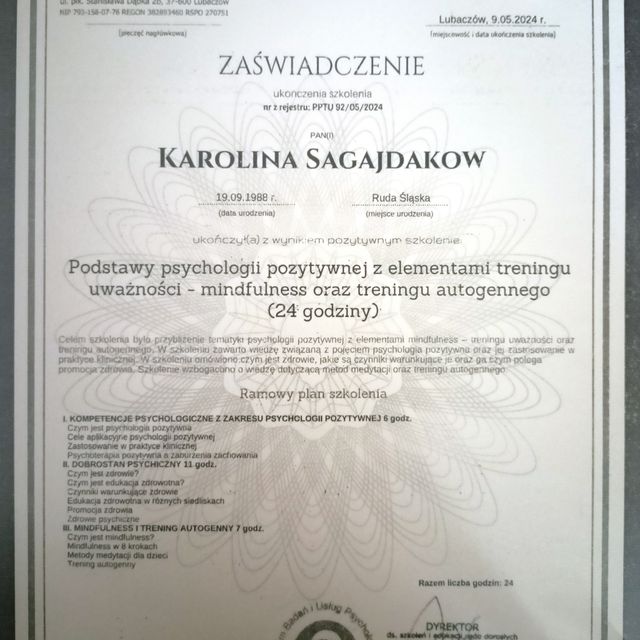 ul. płk. Stanisława Dąbka 2b, 37-600 Lubaczów
NIP 793-158-07-76 REGON 382893460 RSPO 270751
(pieczęć nagłówkowa)
Lubaczów, 9.05.2024 r.
(miejscowość i data ukończenia szkolenia)
ZAŚWIADCZENIE
ukończenia szkolenia
nr z rejestru: PPTU 92/05/2024
PAN(I)
KAROLINA SAGAJDAKOW
19.09.1988 r. Ruda Śląska
(data urodzenia) (miejsce urodzenia)
ukończył(a) z wynikiem pozytywnym szkolenie:
Podstawy psychologii pozytywnej z elementami treningu
uważności - mindfulness oraz treningu autogennego
(24 godziny)
Celem szkolenia było przybliżenie tematyki psychologii pozytywnej z elementami mindfulness – treningu uważności oraz
treningu autogennego. W szkoleniu zawarto wiedzę związaną z pojęciem psychologia pozytywna oraz jej zastosowanie w
praktyce klinicznej. W szkoleniu omówiono czym jest zdrowie, jakie są czynniki warunkujące je oraz na czym polega
promocja zdrowia. Szkolenie wzbogacono o wiedzę dotyczącą metod medytacji oraz treningu autogennego.
Ramowy plan szkolenia
I. KOMPETENCJE PSYCHOLOGICZNE Z ZAKRESU PSYCHOLOGII POZYTYWNEJ 6 godz.
Czym jest psychologia pozytywna
Cele aplikacyjne psychologii pozytywnej
Zastosowanie w praktyce klinicznej
Psychoterapia pozytywna a zaburzenia zachowania
II. DOBROSTAN PSYCHICZNY 11 godz.
Czym jest zdrowie?
Czym jest edukacja zdrowotna?
Czynniki warunkujące zdrowie
Edukacja zdrowotna w różnych siedliskach
Promocja zdrowia
Zdrowie psychiczne
III. MINDFULNESS I TRENING AUTOGENNY 7 godz.
Czym jest mindfulness?
Mindfulness w 8 krokach
Metody medytacji dla dzieci
Trening autogenny
Razem liczba godzin: 24
Badań i Usług Psycholo
DYREKTOR
ds. szkoleń i edukacji osób dorosłych